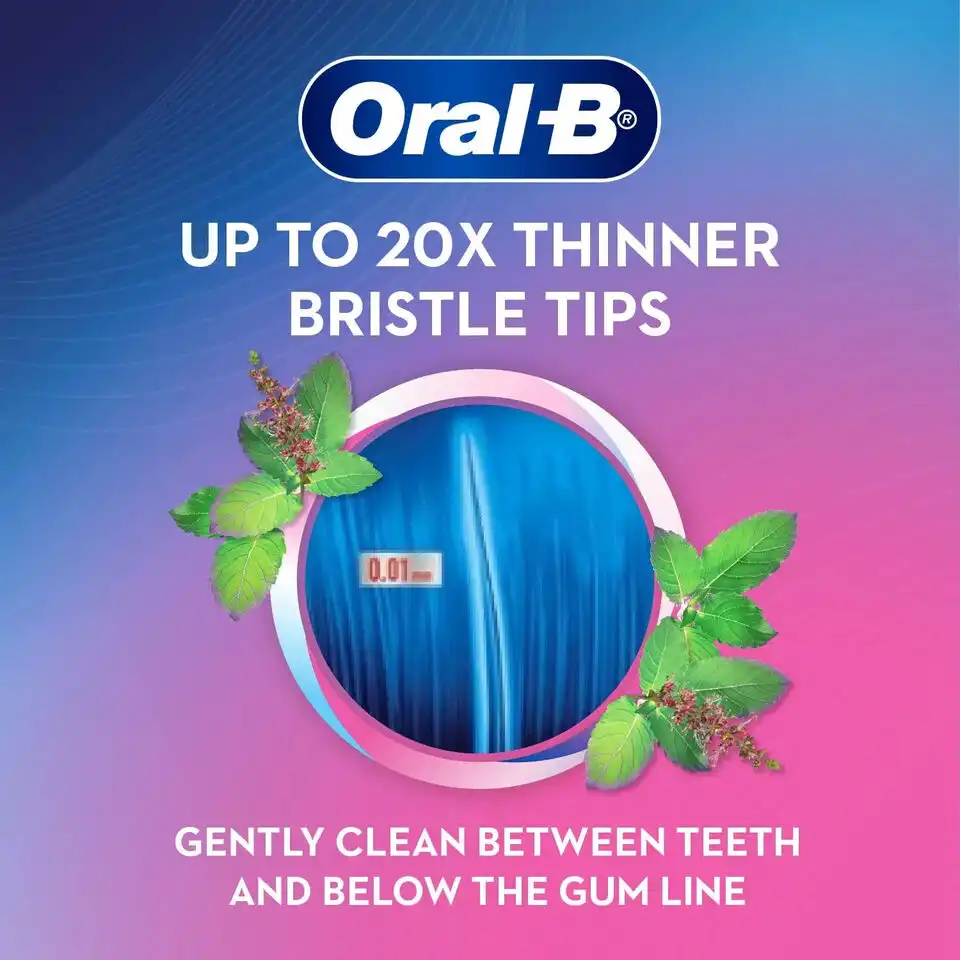 Oral-B®
UP TO 20X THINNER
BRISTLE TIPS
0.01
GENTLY CLEAN BETWEEN TEETH
AND BELOW THE GUM LINE